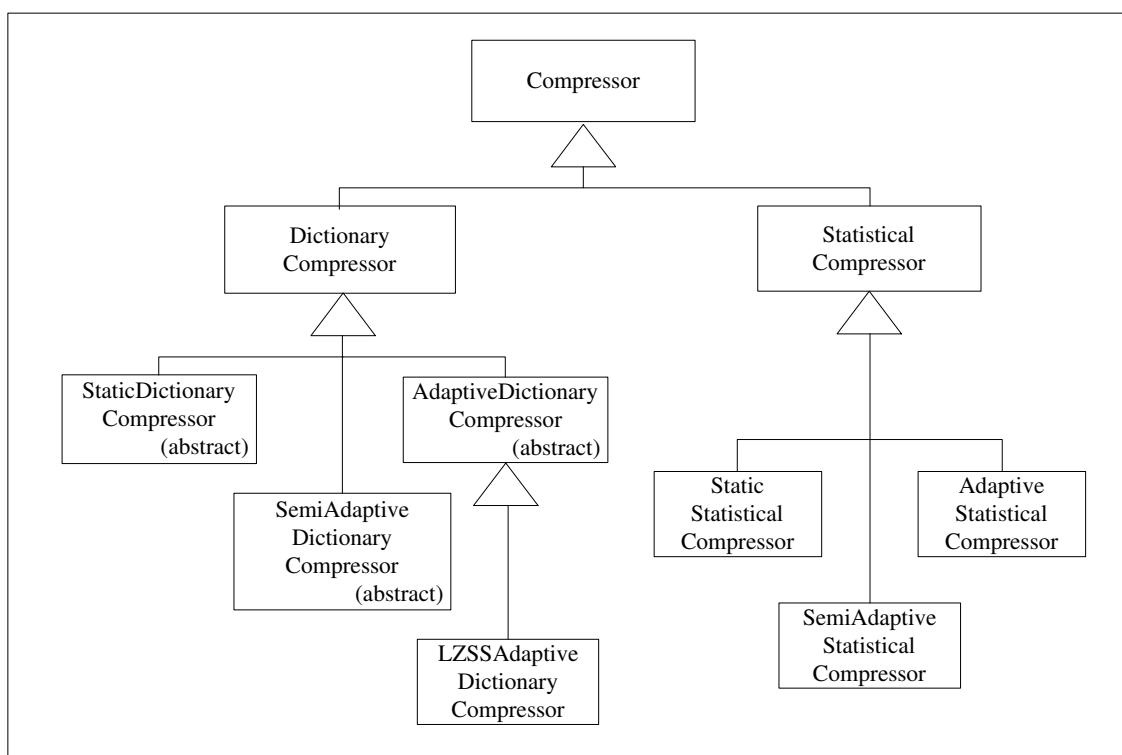 Compressor
Dictionary
Compressor
Statistical
Compressor
StaticDictionary
Compressor
(abstract)
AdaptiveDictionary
Compressor
(abstract)
SemiAdaptive
Dictionary
Compressor
(abstract)
LZSSAdaptive
Dictionary
Compressor
Static
Statistical
Compressor
Adaptive
Statistical
Compressor
SemiAdaptive
Statistical
Compressor